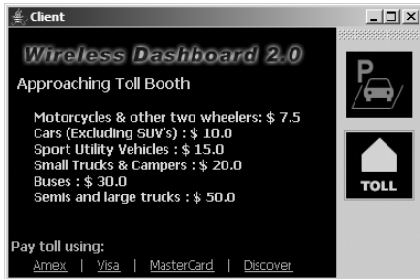 Client
Wireless Dashboard 2.0
Approaching Toll Booth
Motorcycles & other two wheelers: $ 7.5
Cars (Excluding SUV's) : $ 10.0
Sport Utility Vehicles : $ 15.0
Small Trucks & Campers : $ 20.0
Buses : $ 30.0
Semis and large trucks : $ 50.0
Pay toll using:
Amex | Visa | MasterCard | Discover
P
TOLL